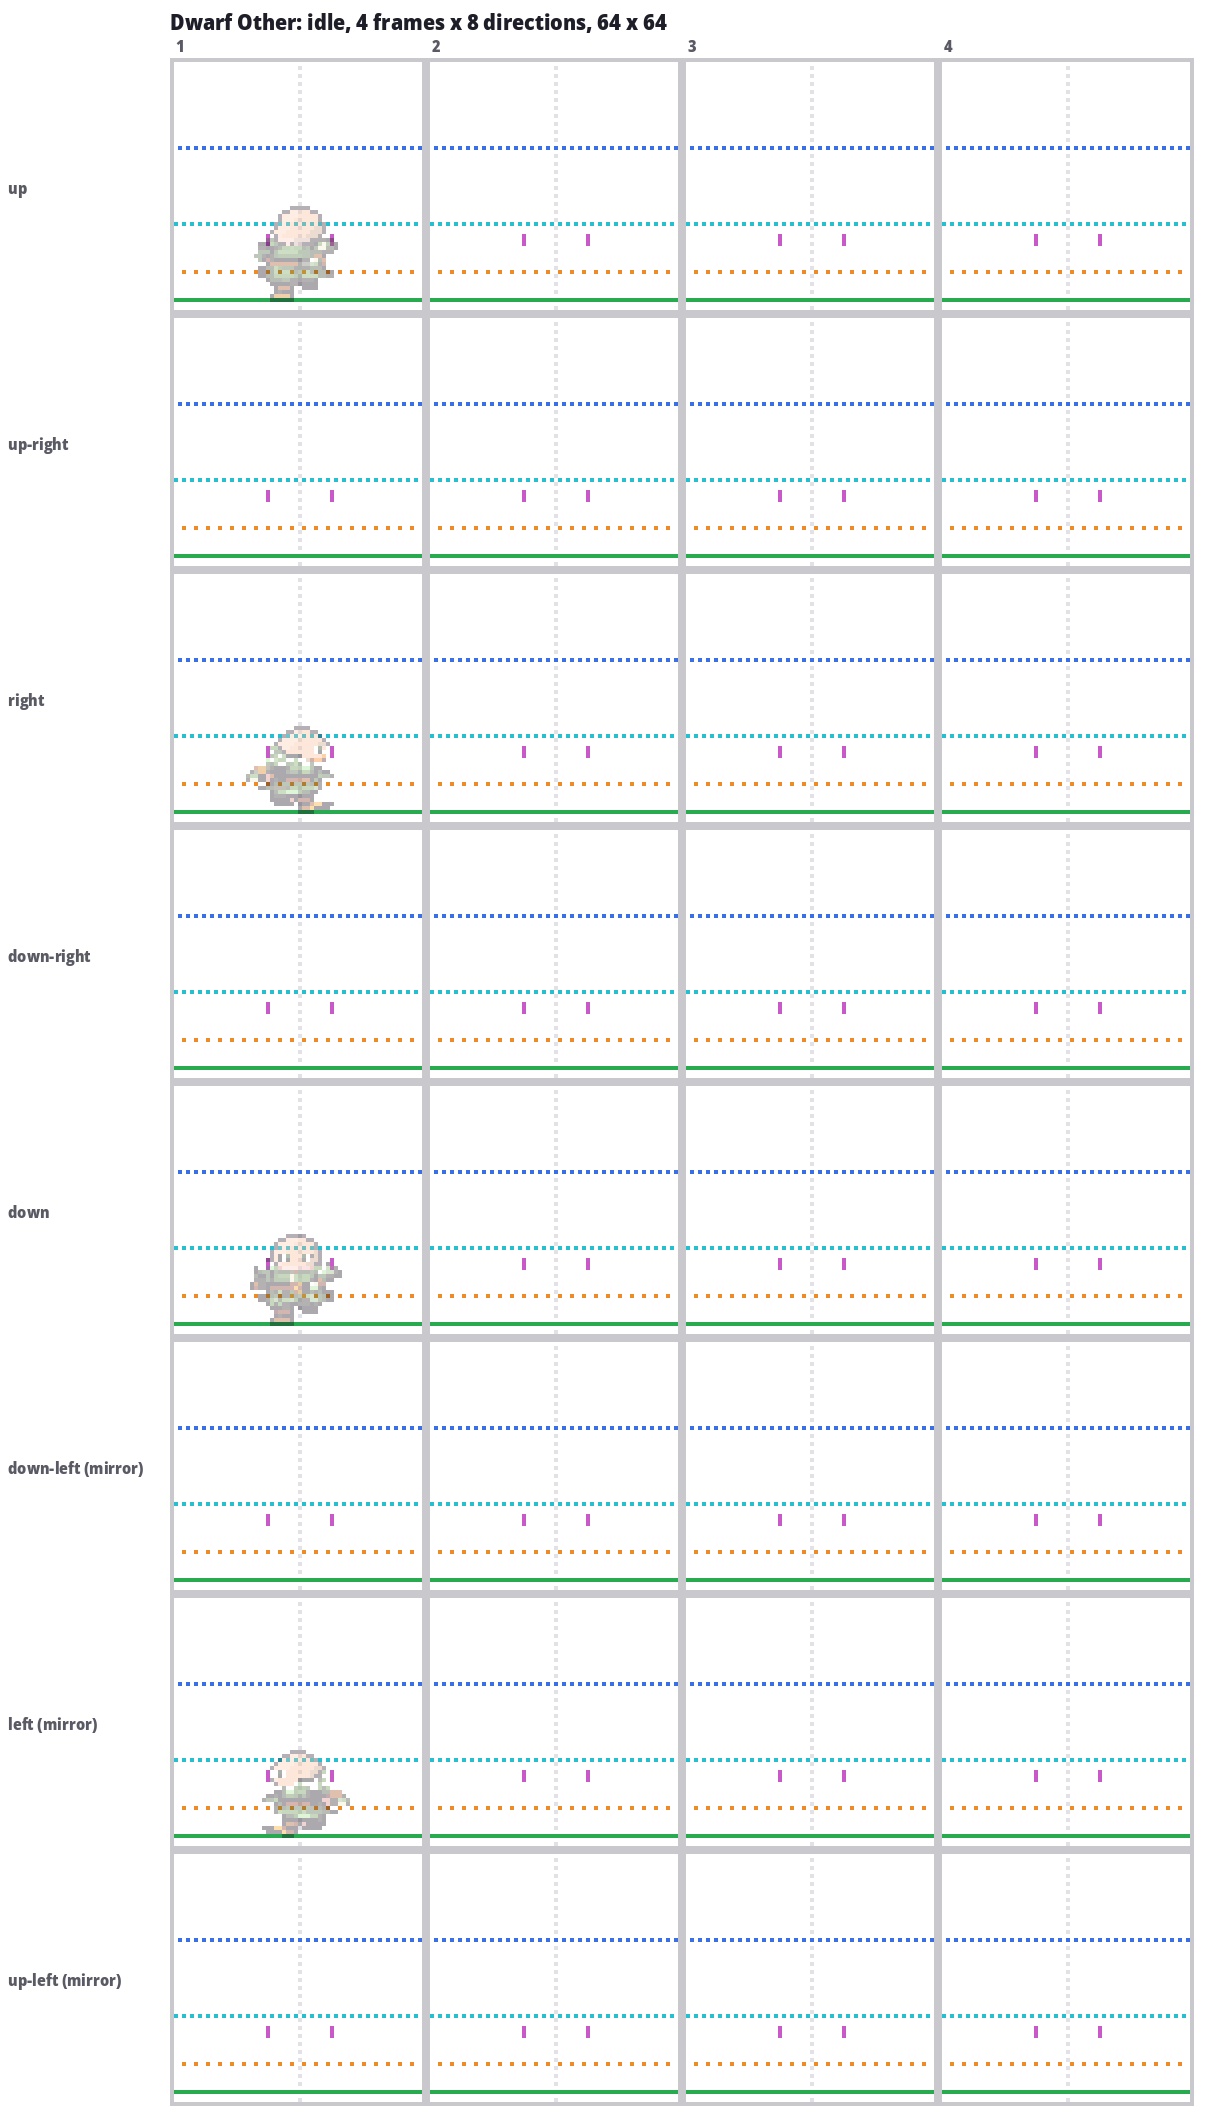 Dwarf Other: idle, 4 frames x 8 directions, 64 x 64
1 2 3 4
up
up-right
right
down-right
down
down-left (mirror)
left (mirror)
up-left (mirror)